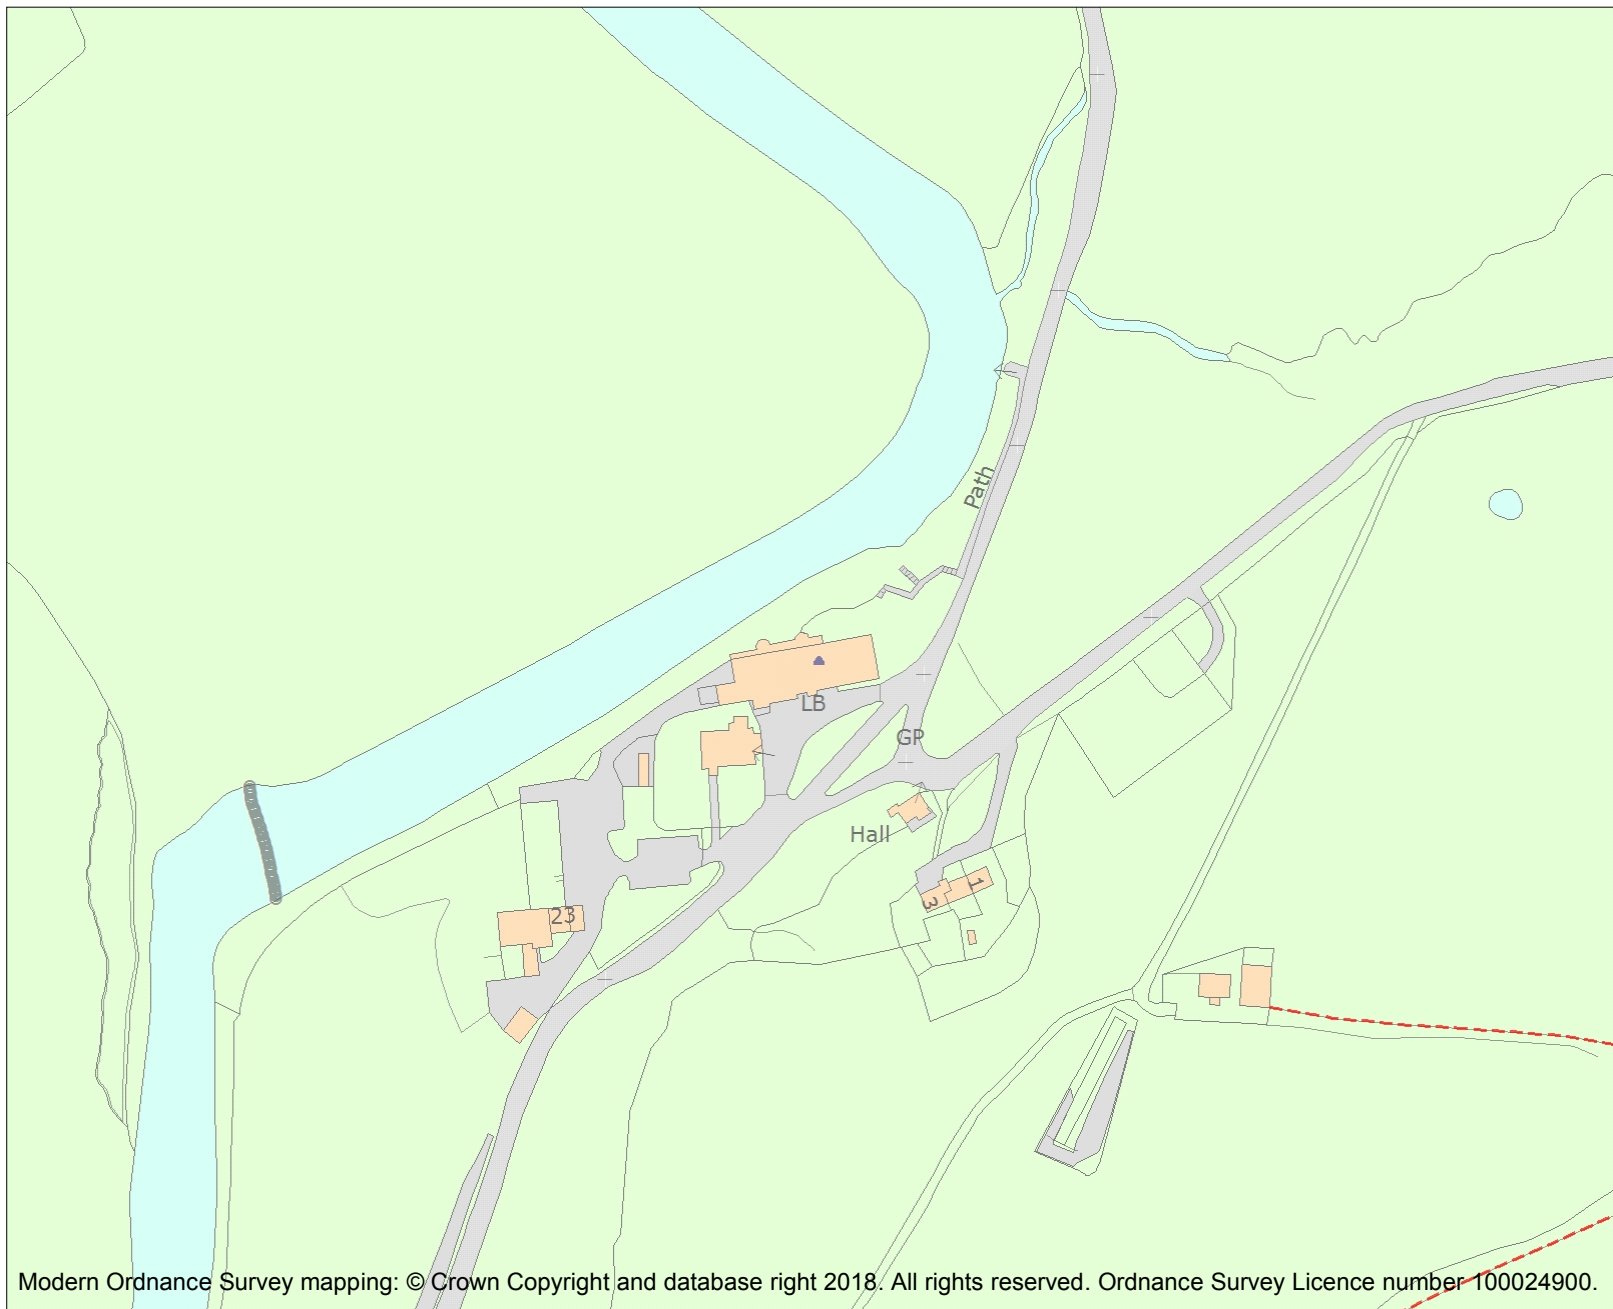 Path
LB
GP
Hall
1
3
23
Modern Ordnance Survey mapping: © Crown Copyright and database right 2018. All rights reserved. Ordnance Survey Licence number 100024900.